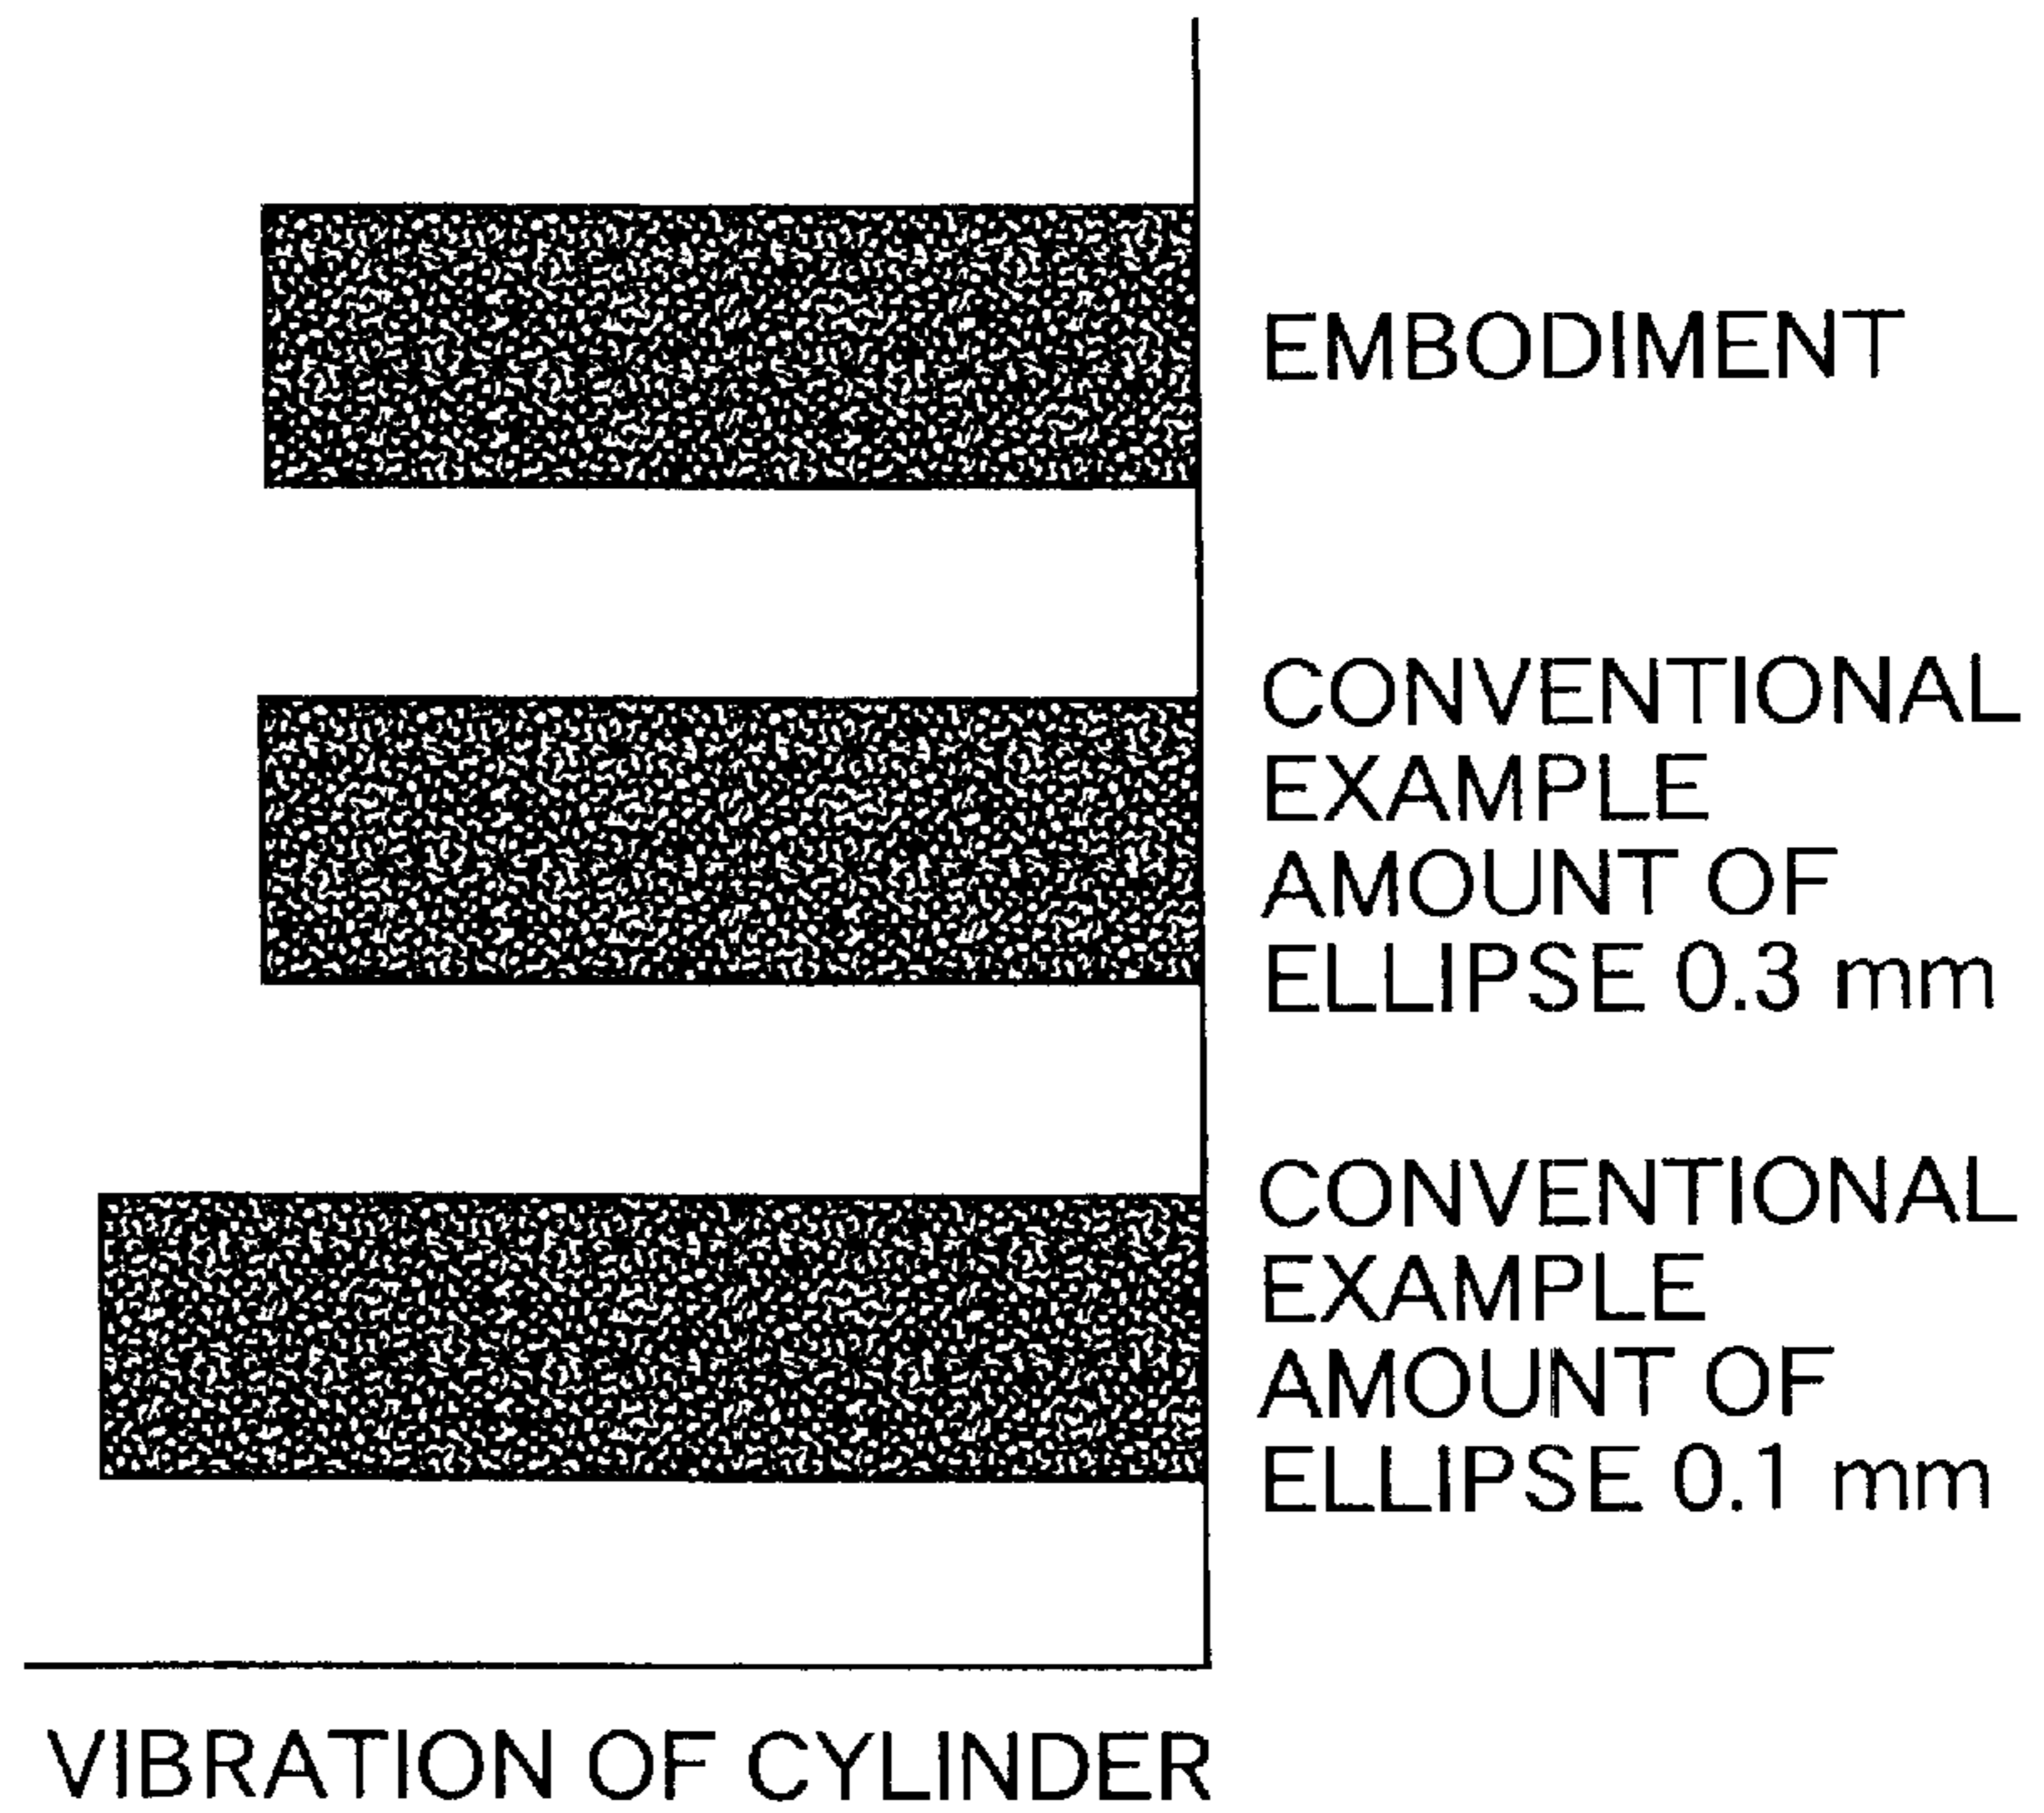 EMBODIMENT
CONVENTIONAL
EXAMPLE
AMOUNT OF
ELLIPSE 0.3 mm
CONVENTIONAL
EXAMPLE
AMOUNT OF
ELLIPSE 0.1 mm
VIBRATION OF CYLINDER